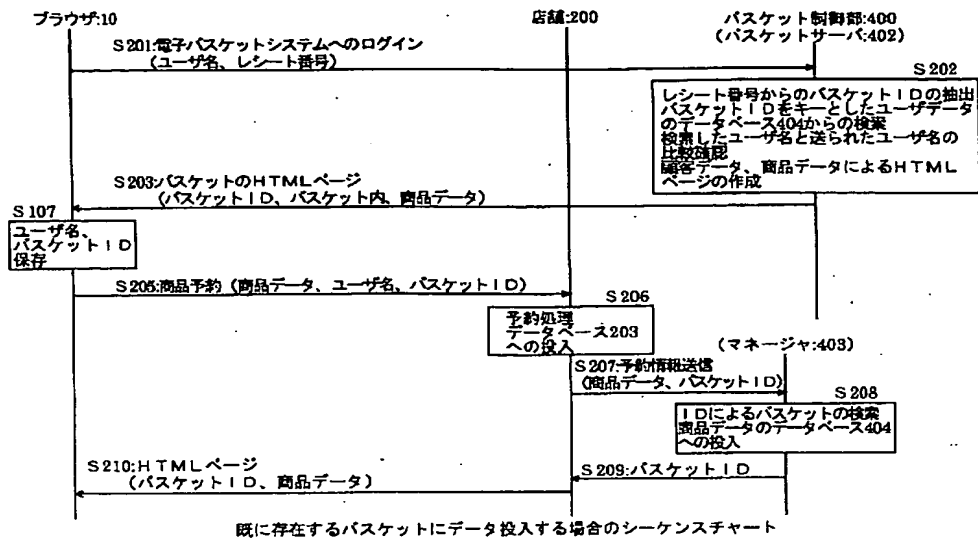 ブラウザ:10
店舗:200
バスケット制御部:400
(バスケットサーバ:402)
S201:電子バスケットシステムへのログイン
(ユーザ名、レシート番号)
S202
レシート番号からのバスケットIDの抽出
バスケットIDをキーとしたユーザデータ
のデータベース404からの検索
検索したユーザ名と送られたユーザ名の
比較確認
顧客データ、商品データによるHTML
ページの作成
S203:バスケットのHTMLページ
(バスケットID、バスケット内、商品データ)
S107
ユーザ名、
バスケットID
保存
S205:商品予約(商品データ、ユーザ名、バスケットID)
S206
予約処理
データベース203
への投入
(マネージャ:403)
S207:予約情報送信
(商品データ、バスケットID)
S208
IDによるバスケットの検索
商品データのデータベース404
への投入
S209:バスケットID
S210:HTMLページ
(バスケットID、商品データ)
既に存在するバスケットにデータ投入する場合のシーケンスチャート